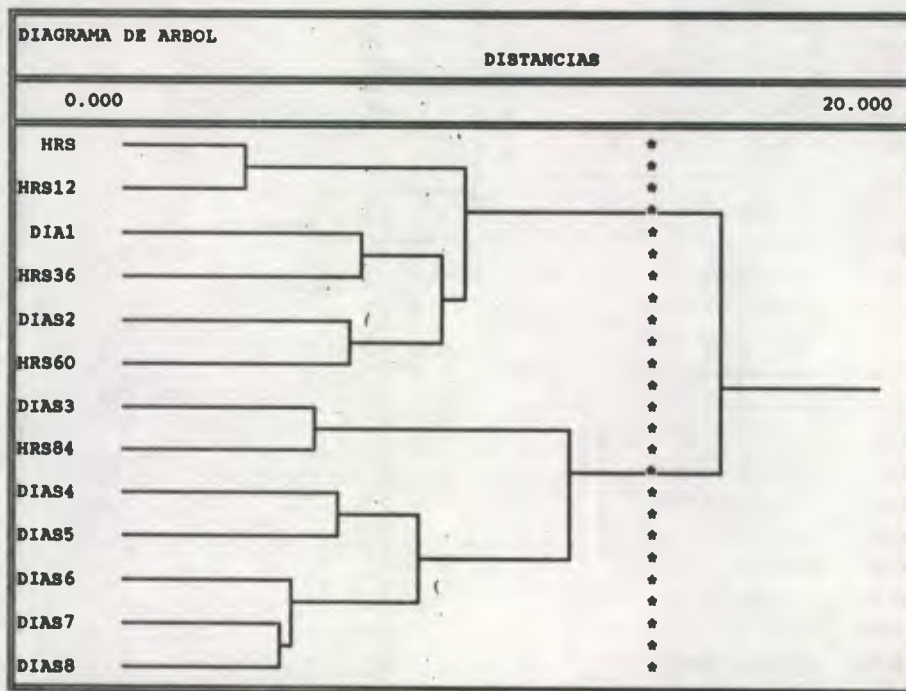 DIAGRAMA DE ARBOL
DISTANCIAS
0.000 20.000
HRS
HRS12
DIA1
HRS36
DIAS2
HRS60
DIAS3
HRS84
DIAS4
DIAS5
DIAS6
DIAS7
DIAS8